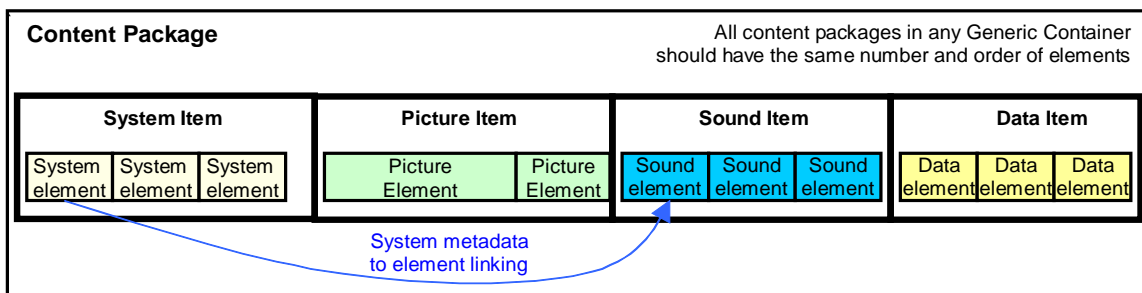 Content Package
All content packages in any Generic Container
should have the same number and order of elements
System Item
Picture Item
Sound Item
Data Item
System element
System element
System element
Picture Element
Picture Element
Sound element
Sound element
Sound element
Data element
Data element
Data element
System metadata
to element linking